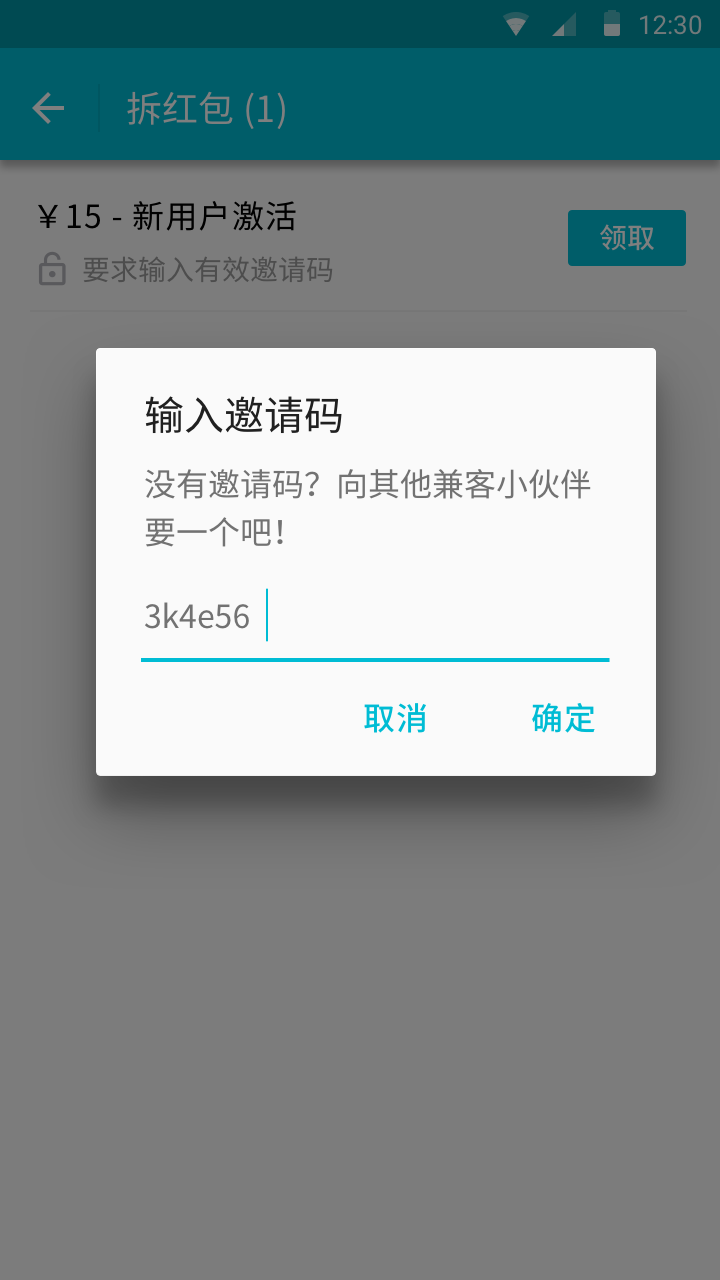 12:30
拆红包 (1)
￥15 - 新用户激活
领取
要求输入有效邀请码
输入邀请码
没有邀请码？向其他兼客小伙伴
要一个吧！
3k4e56
取消 确定